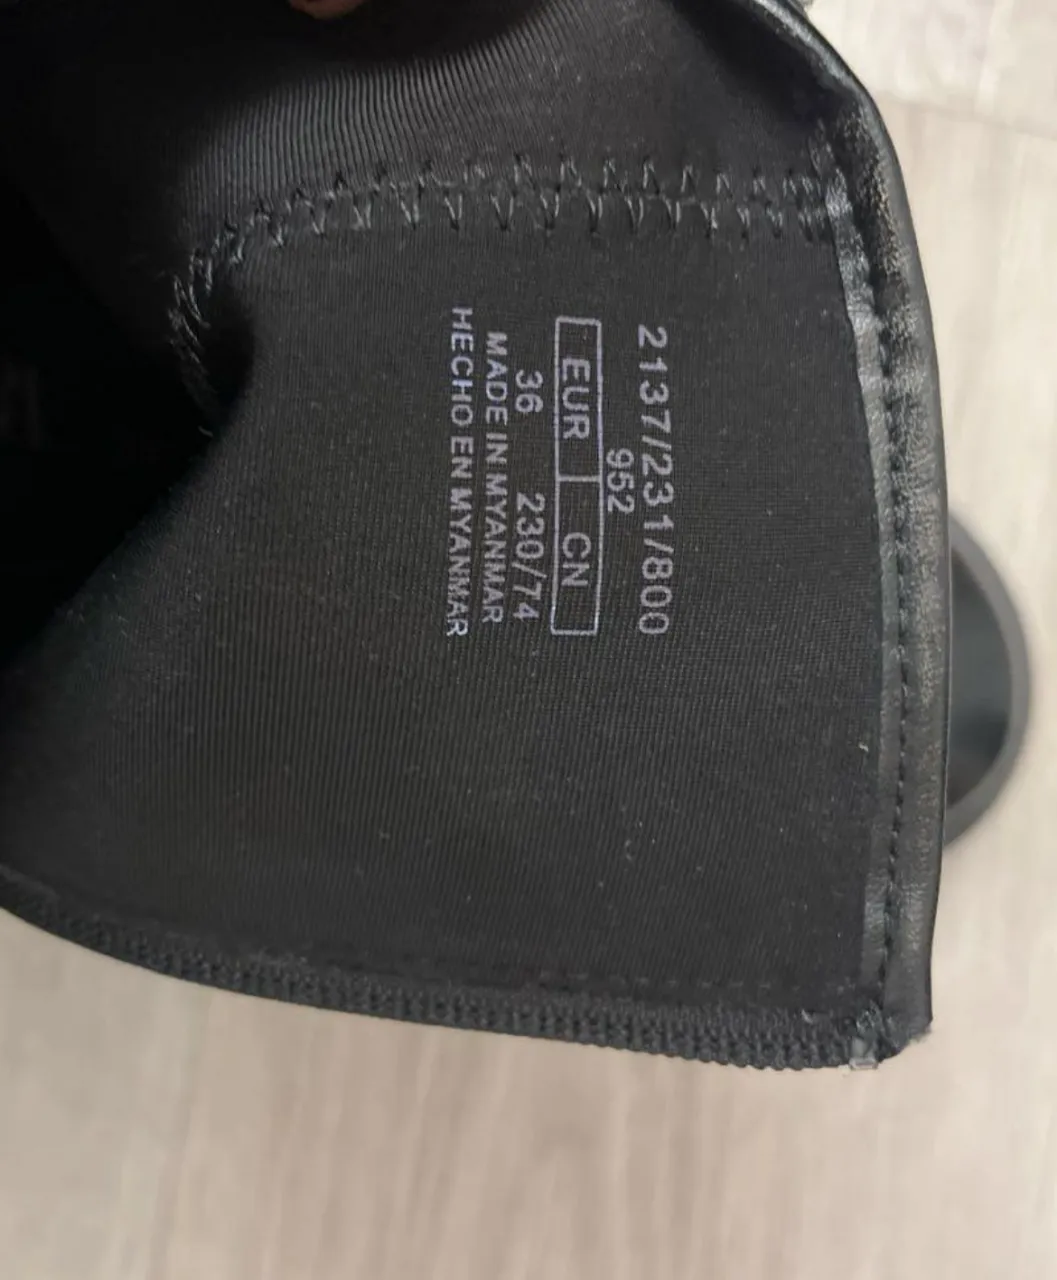 2137/231/800
952
EUR CN
36 230/74
MADE IN MYANMAR
HECHO EN MYANMAR